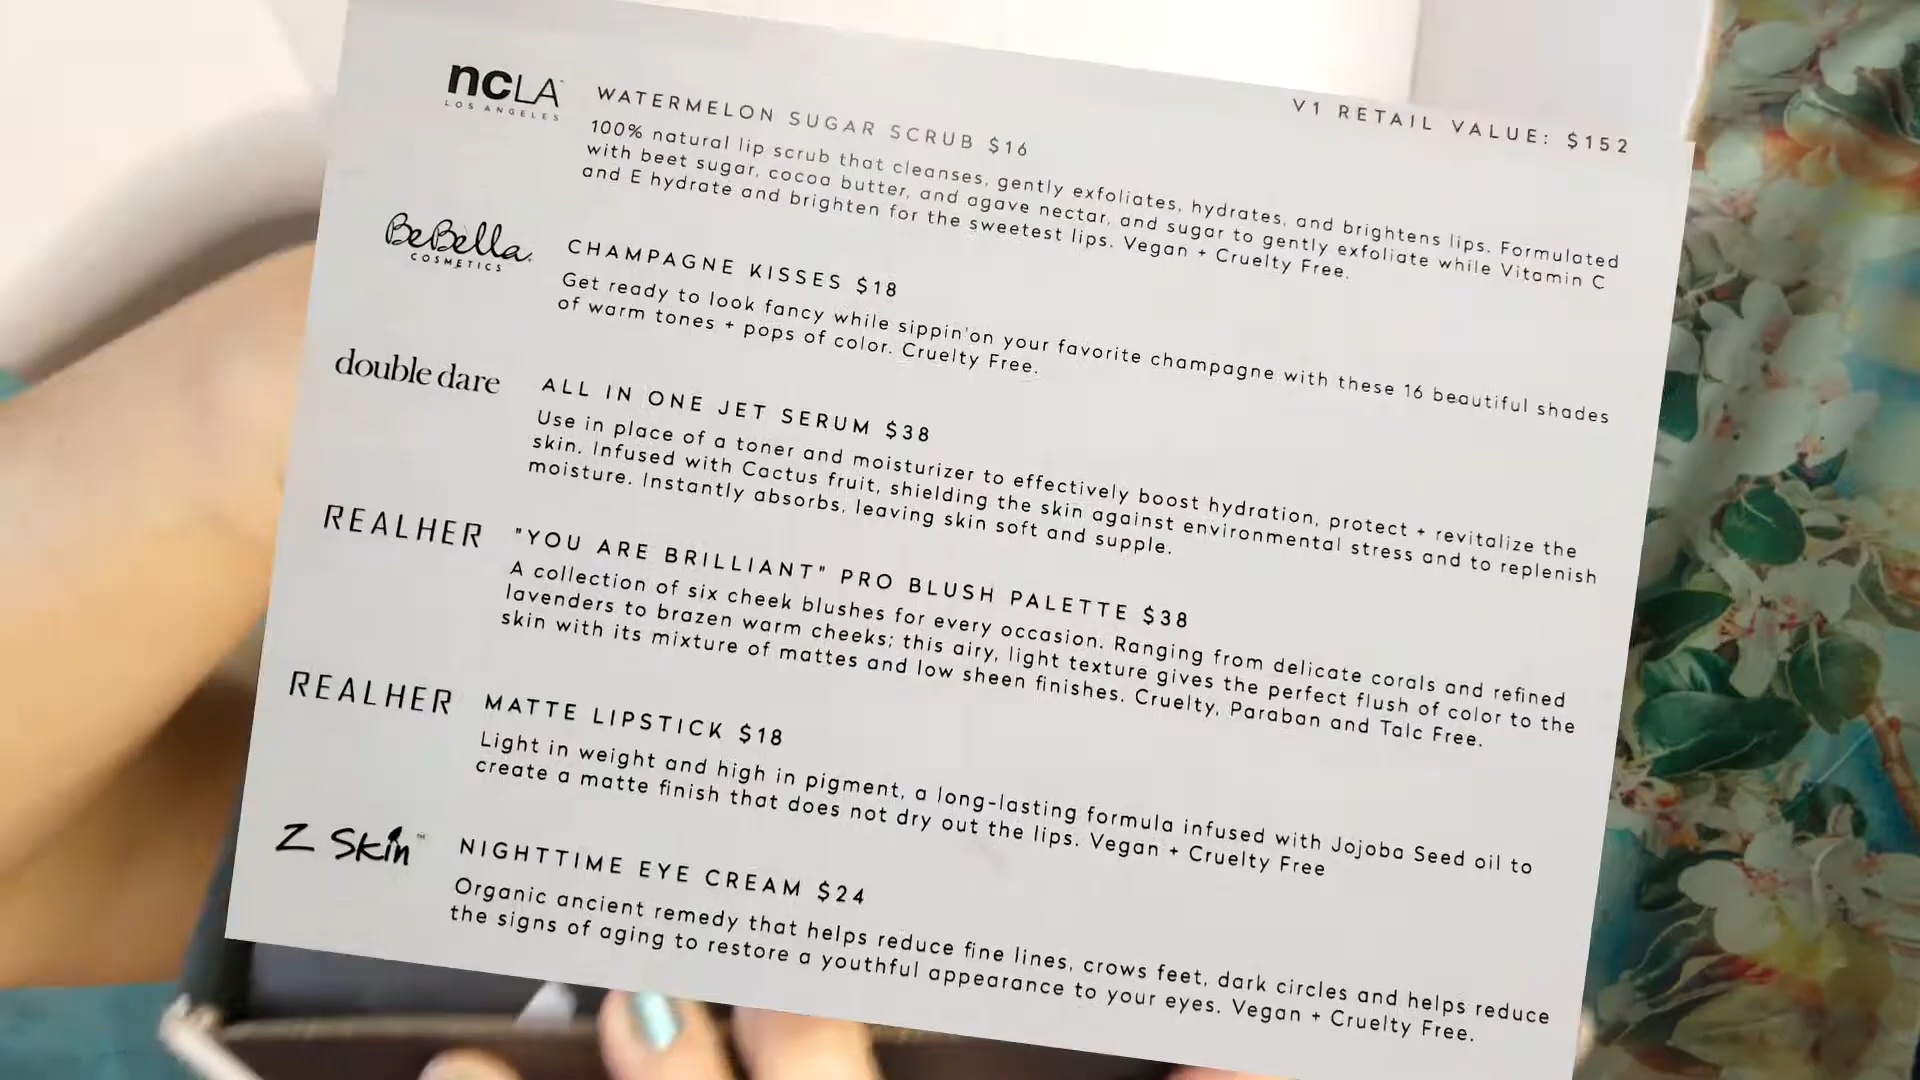 V1 RETAIL VALUE: $152
ncLA
LOS ANGELES
WATERMELON SUGAR SCRUB $16
100% natural lip scrub that cleanses, gently exfoliates, hydrates, and brightens lips. Formulated
with beet sugar, cocoa butter, and agave nectar, and sugar to gently exfoliate while Vitamin C
and E hydrate and brighten for the sweetest lips. Vegan + Cruelty Free.
BeBella
COSMETICS
CHAMPAGNE KISSES $18
Get ready to look fancy while sippin'on your favorite champagne with these 16 beautiful shades
of warm tones + pops of color. Cruelty Free.
double dare
ALL IN ONE JET SERUM $38
Use in place of a toner and moisturizer to effectively boost hydration, protect + revitalize the
skin. Infused with Cactus fruit, shielding the skin against environmental stress and to replenish
moisture. Instantly absorbs, leaving skin soft and supple.
REALHER
"YOU ARE BRILLIANT" PRO BLUSH PALETTE $38
A collection of six cheek blushes for every occasion. Ranging from delicate corals and refined
lavenders to brazen warm cheeks; this airy, light texture gives the perfect flush of color to the
skin with its mixture of mattes and low sheen finishes. Cruelty, Paraban and Talc Free.
REALHER
MATTE LIPSTICK $18
Light in weight and high in pigment, a long-lasting formula infused with Jojoba Seed oil to
create a matte finish that does not dry out the lips. Vegan + Cruelty Free
Z Skin™
NIGHTTIME EYE CREAM $24
Organic ancient remedy that helps reduce fine lines, crows feet, dark circles and helps reduce
the signs of aging to restore a youthful appearance to your eyes. Vegan + Cruelty Free.